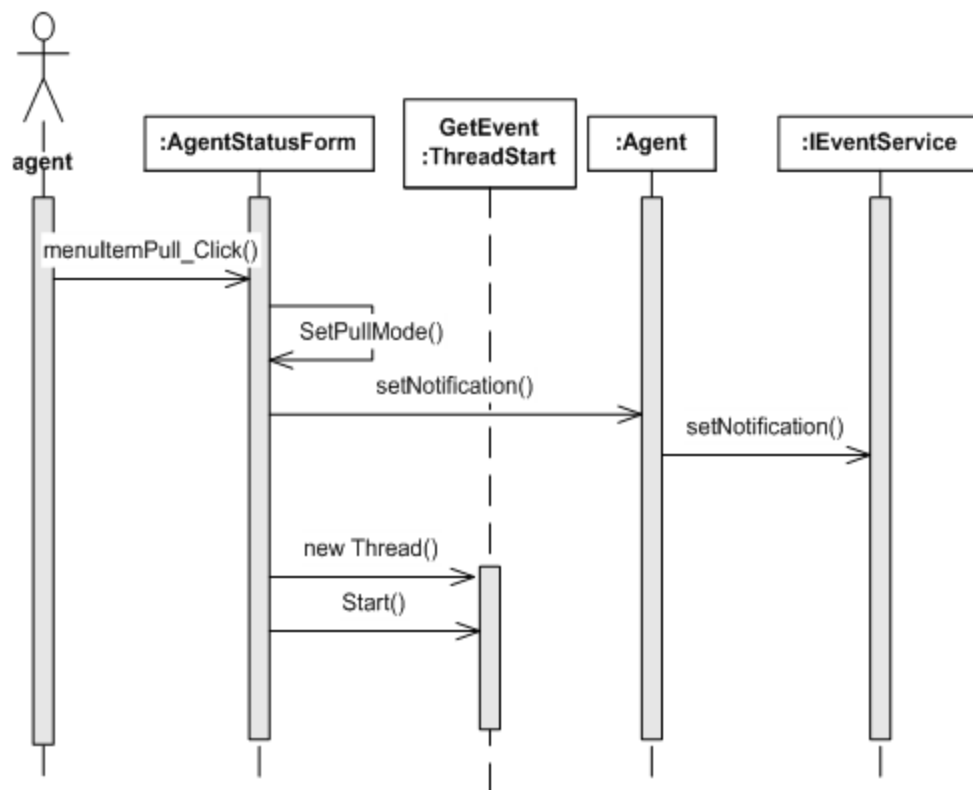 agent
:AgentStatusForm
GetEvent
:ThreadStart
:Agent
:IEventService
menuItemPull_Click()
SetPullMode()
setNotification()
setNotification()
new Thread()
Start()